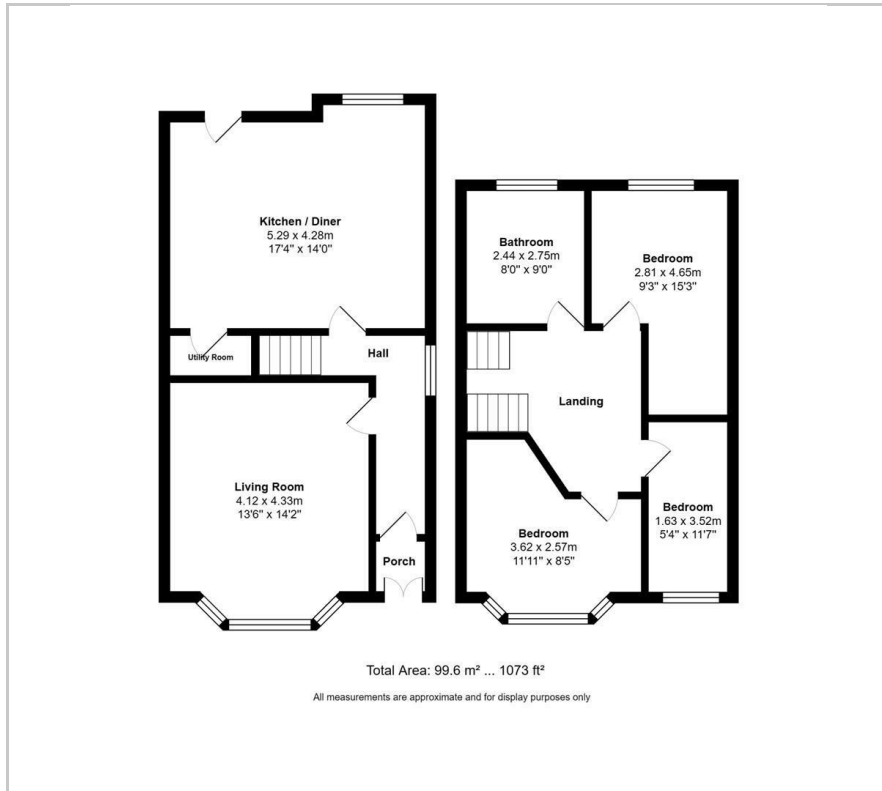 Kitchen / Diner
5.29 x 4.28m
17'4" x 14'0"
Utility Room
Hall
Living Room
4.12 x 4.33m
13'6" x 14'2"
Porch
Bathroom
2.44 x 2.75m
8'0" x 9'0"
Bedroom
2.81 x 4.65m
9'3" x 15'3"
Landing
Bedroom
3.62 x 2.57m
11'11" x 8'5"
Bedroom
1.63 x 3.52m
5'4" x 11'7"
Total Area: 99.6 m² ... 1073 ft²
All measurements are approximate and for display purposes only